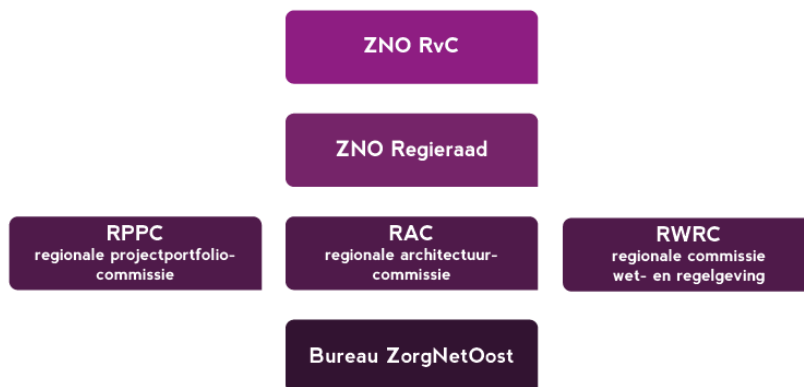 ZNO RvC
ZNO Regieraad
RPPC
regionale projectportfolio-
commissie
RAC
regionale architectuur-
commissie
RWRC
regionale commissie
wet- en regelgeving
Bureau ZorgNetOost